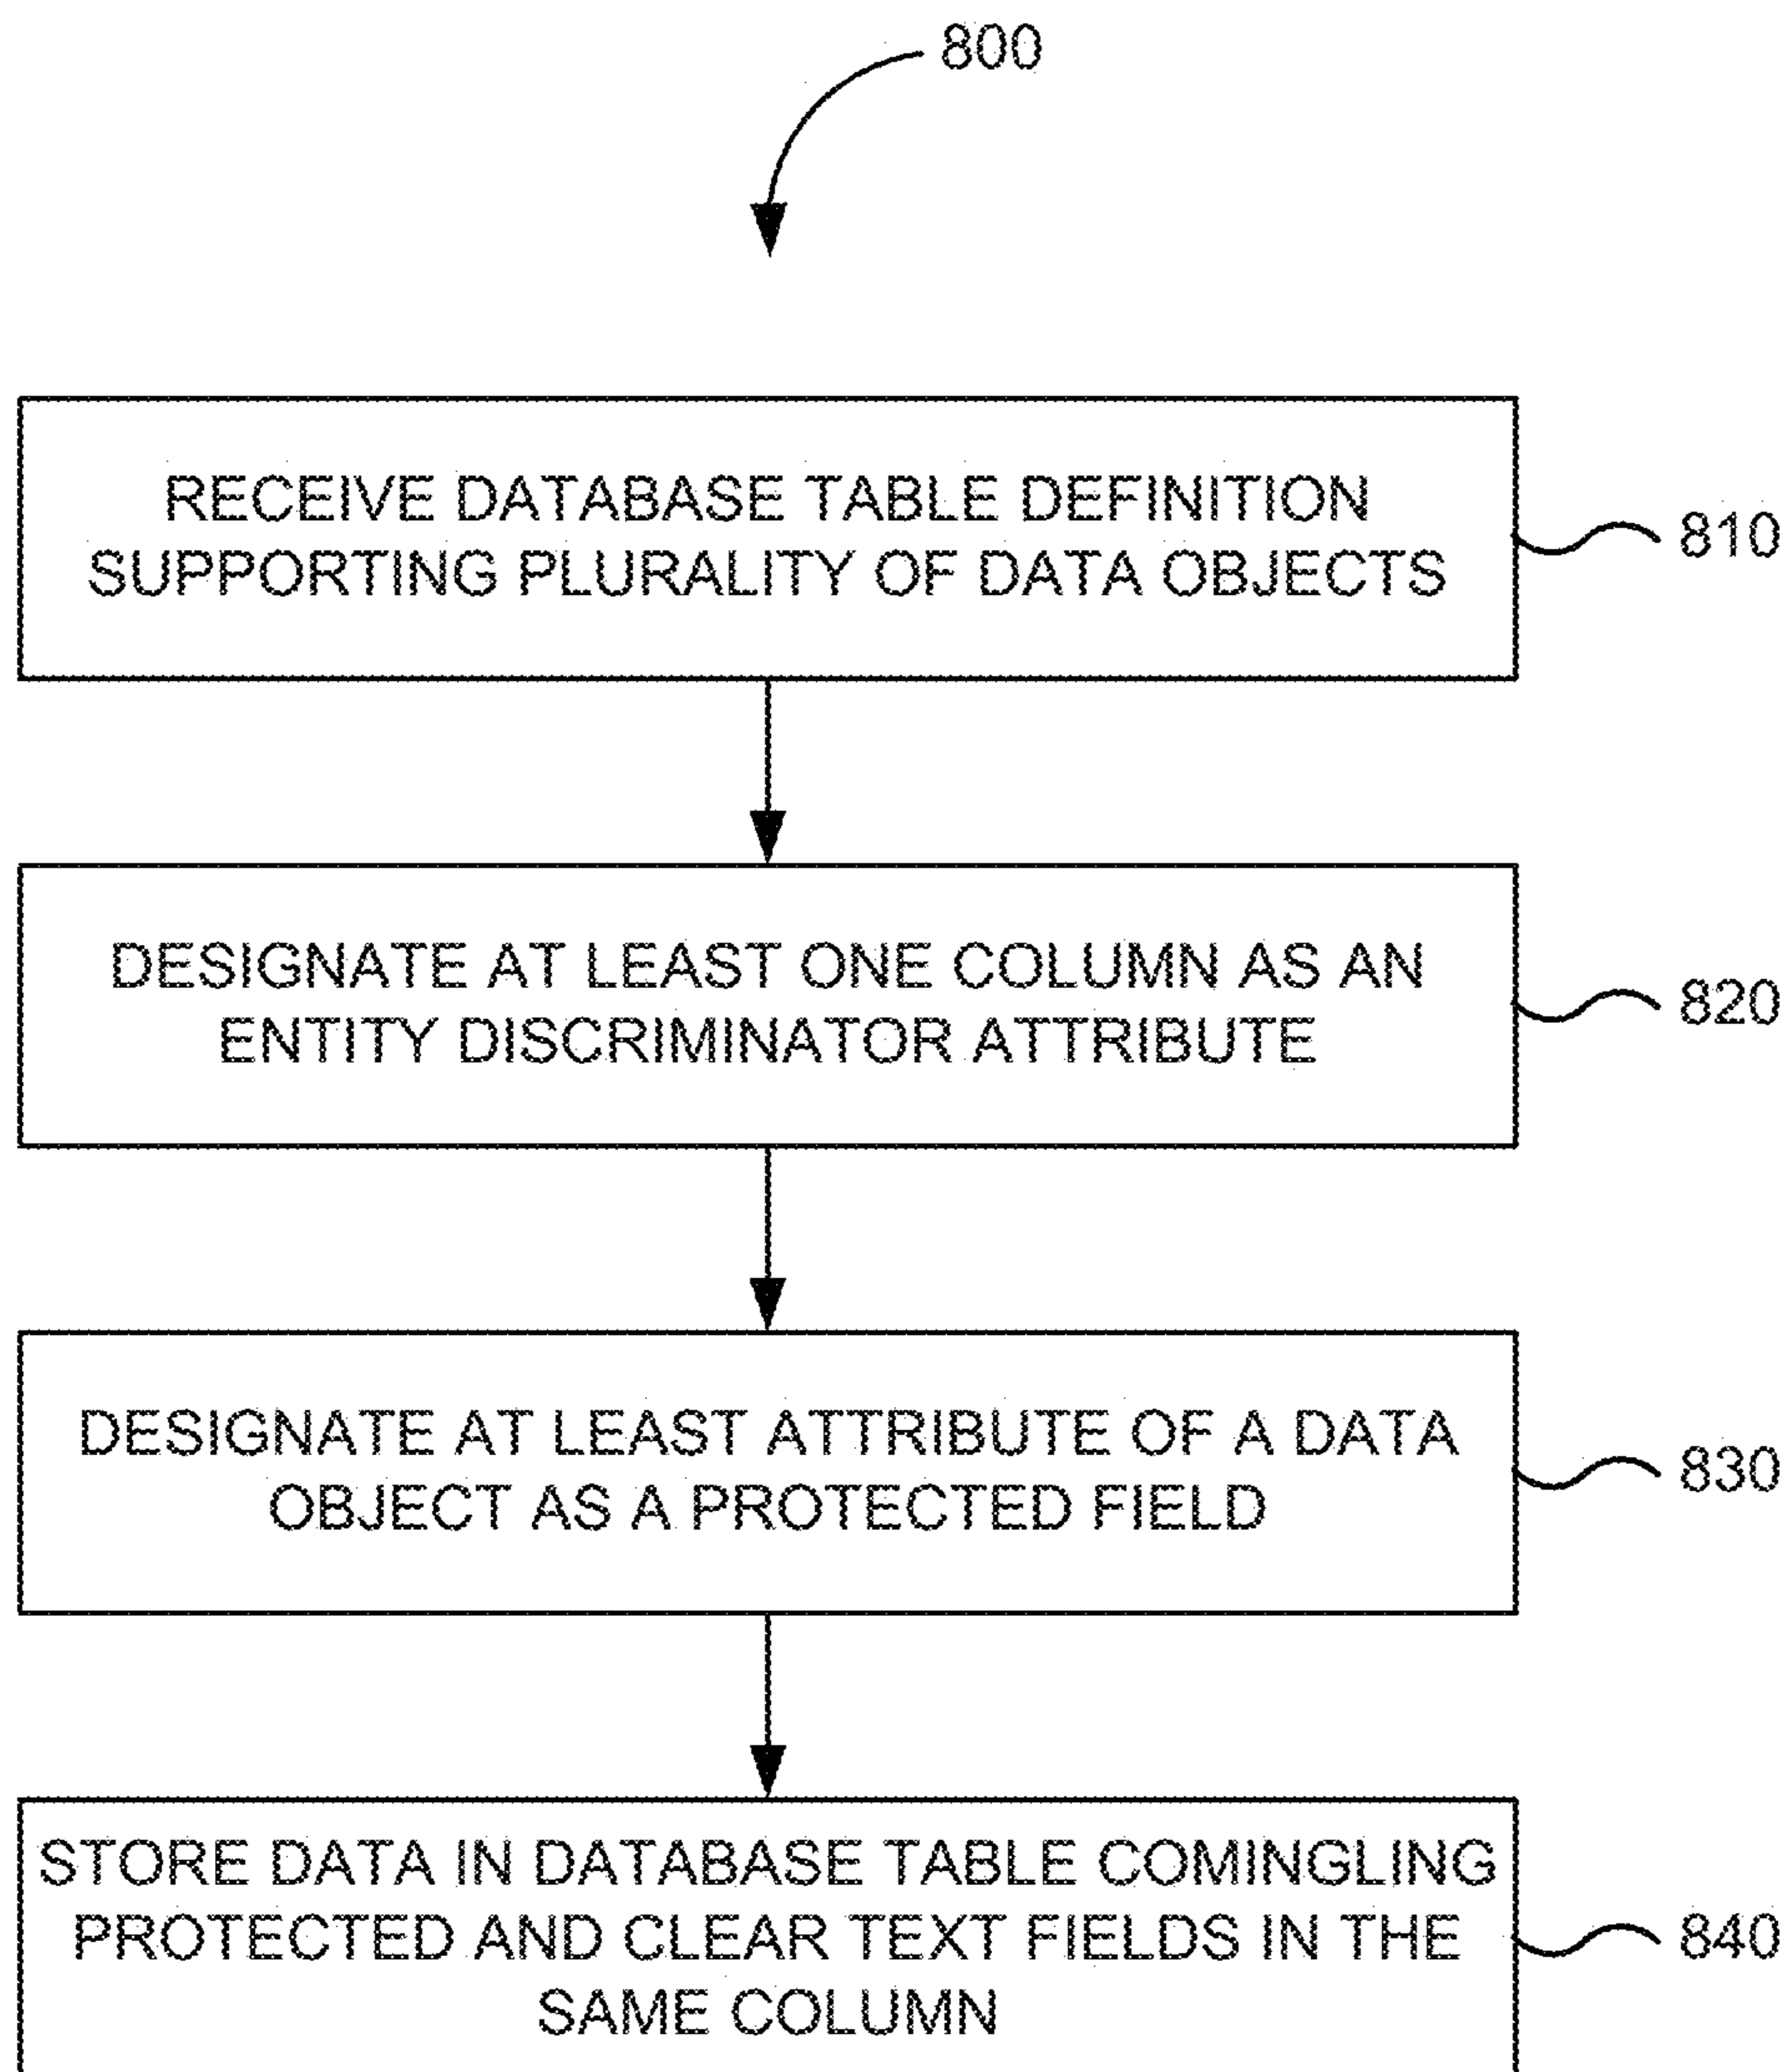 800
RECEIVE DATABASE TABLE DEFINITION
SUPPORTING PLURALITY OF DATA OBJECTS
810
DESIGNATE AT LEAST ONE COLUMN AS AN
ENTITY DISCRIMINATOR ATTRIBUTE
820
DESIGNATE AT LEAST ATTRIBUTE OF A DATA
OBJECT AS A PROTECTED FIELD
830
STORE DATA IN DATABASE TABLE COMINGLING
PROTECTED AND CLEAR TEXT FIELDS IN THE
SAME COLUMN
840